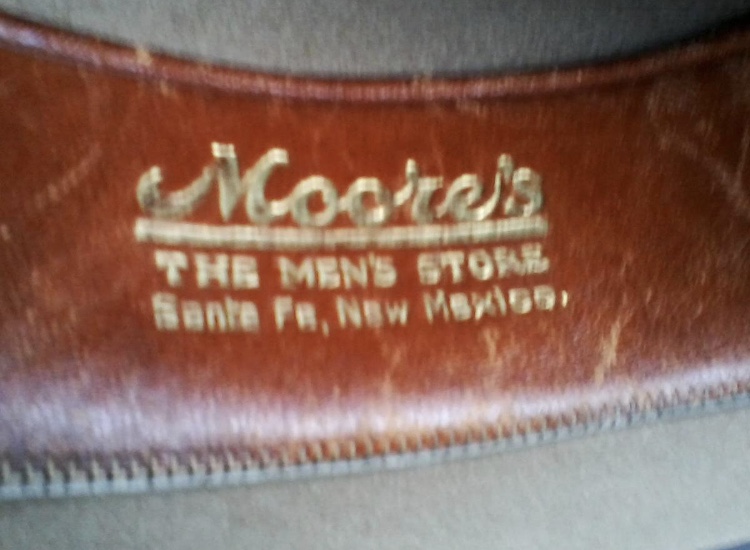 Moore's
THE MEN'S STORE
Santa Fe, New Mexico.